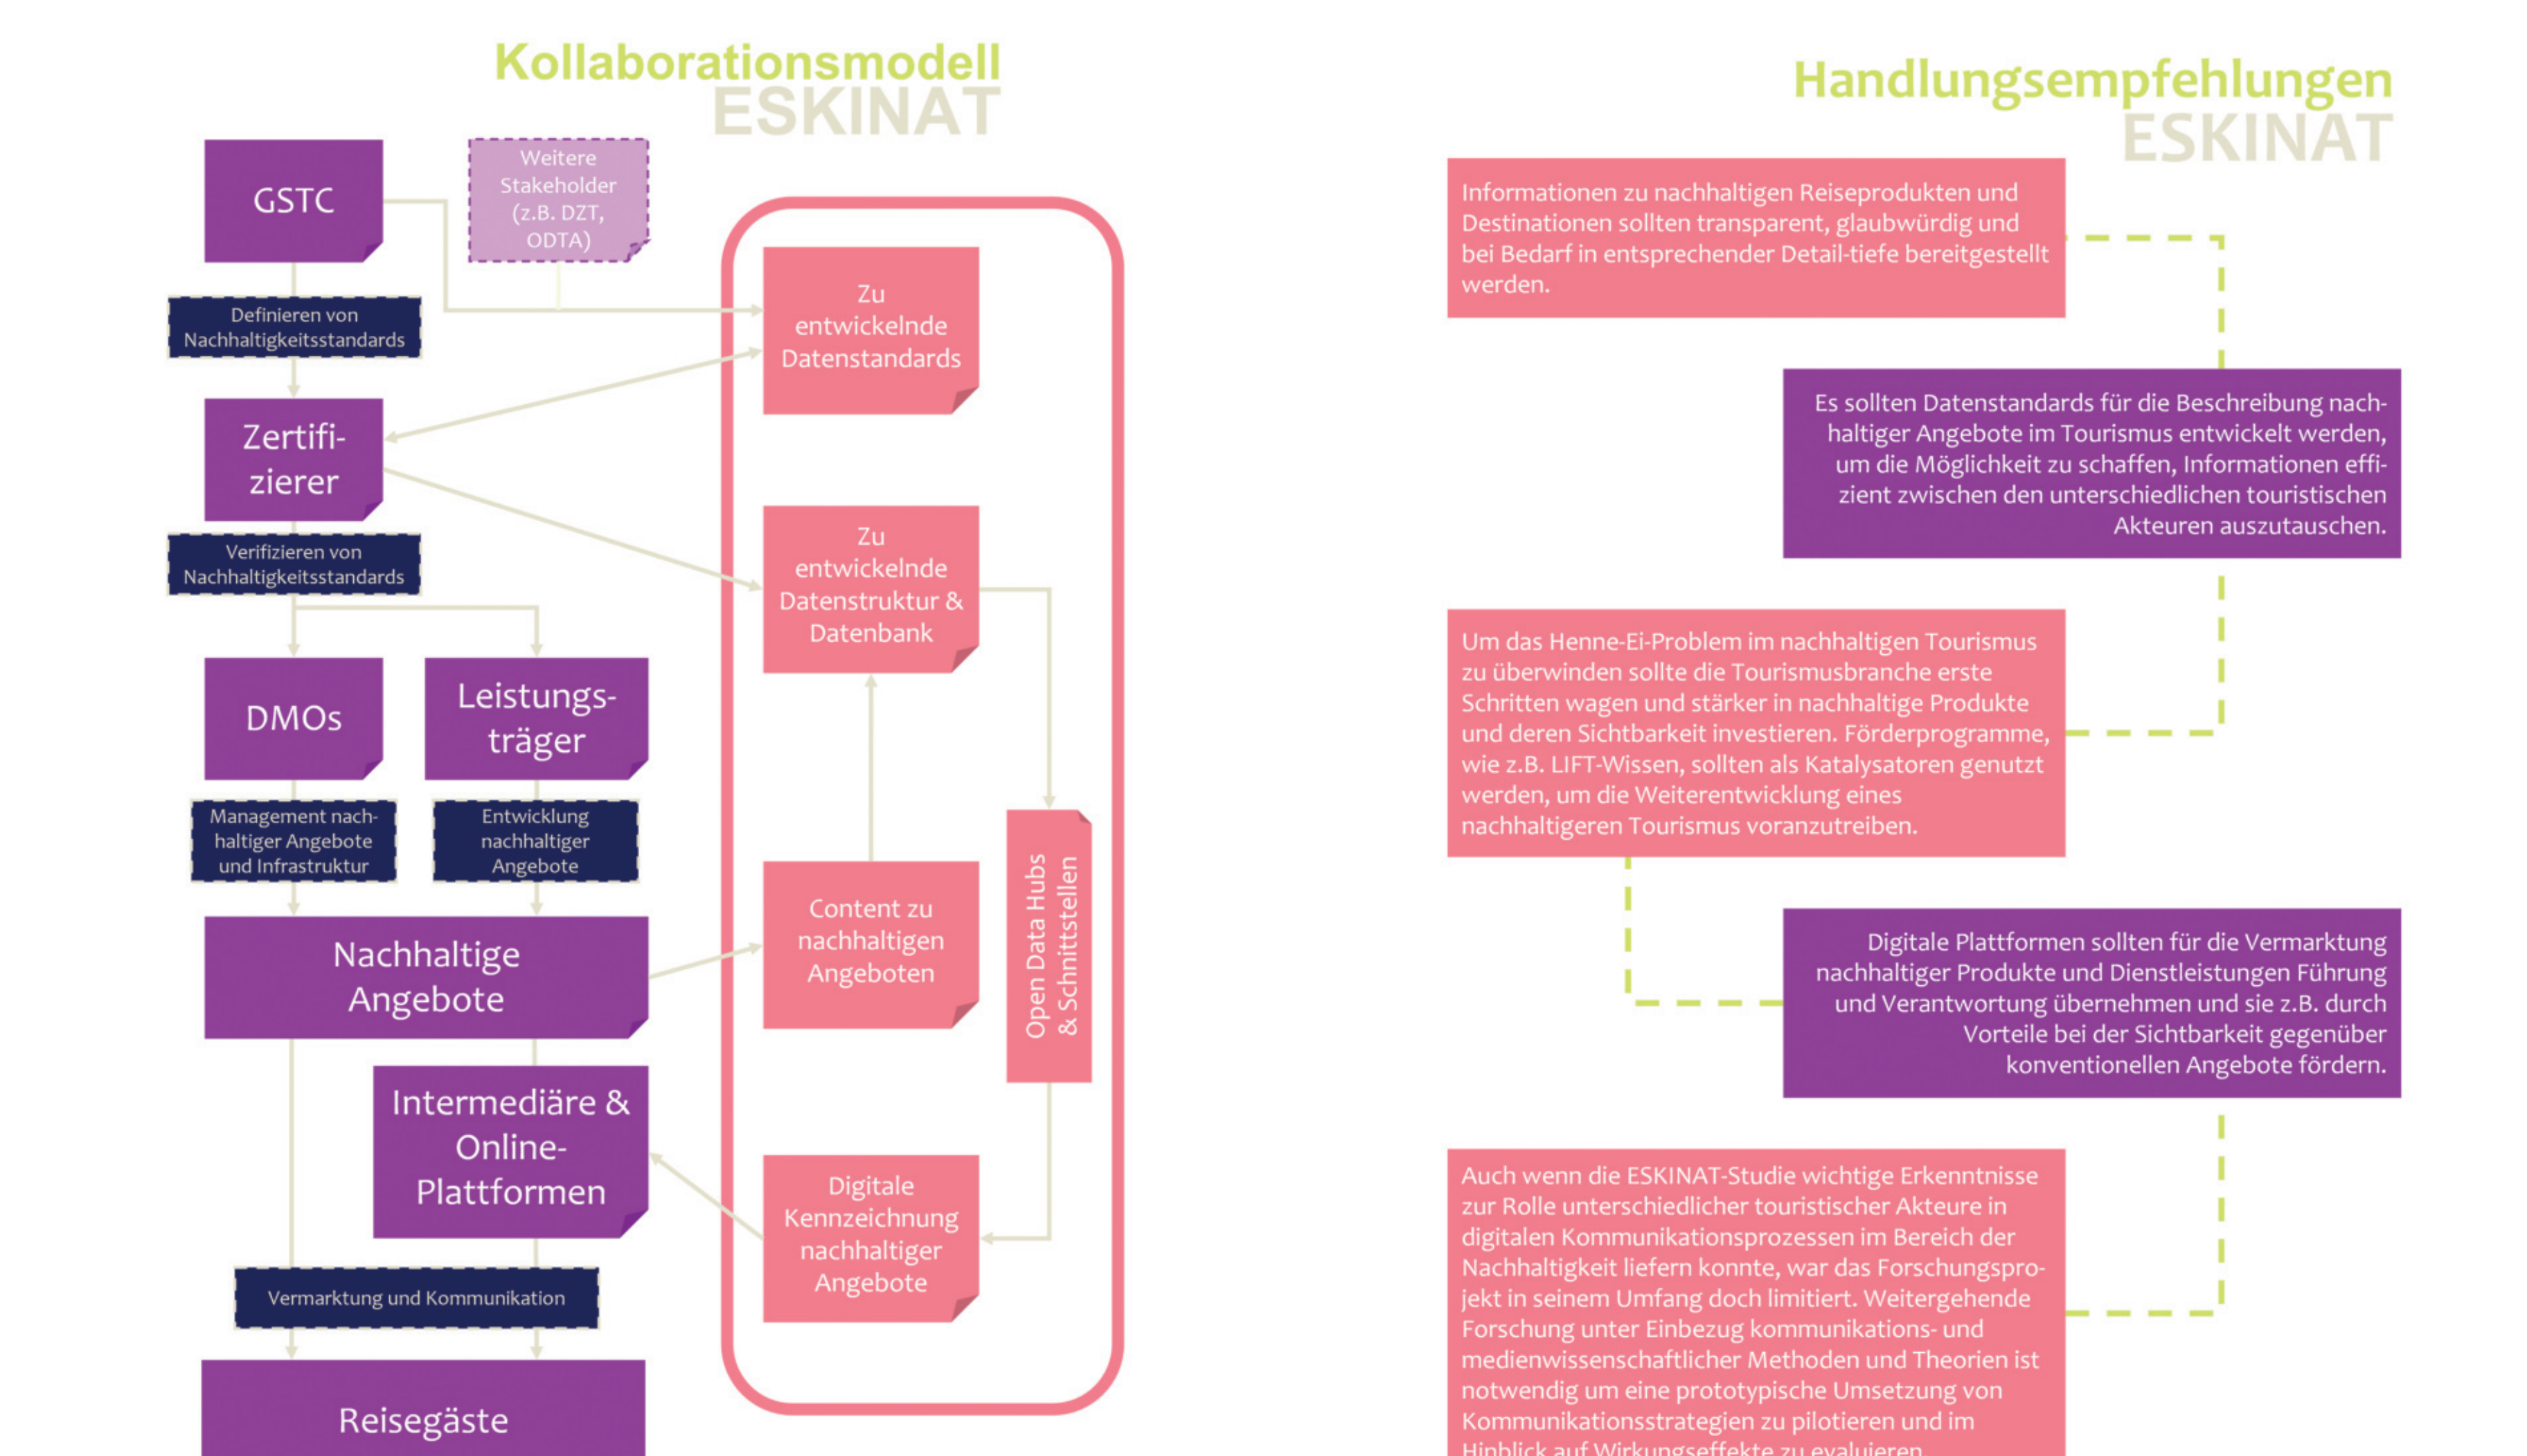 Kollaborationsmodell
ESKINAT
GSTC
Weitere
Stakeholder
(z.B. DZT,
ODTA)
Definieren von
Nachhaltigkeitsstandards
Zu
entwickelnde
Datenstandards
Zertifi-
zierer
Verifizieren von
Nachhaltigkeitsstandards
Zu
entwickelnde
Datenstruktur &
Datenbank
DMOs
Leistungs-
träger
Management nach-
haltiger Angebote
und Infrastruktur
Entwicklung
nachhaltiger
Angebote
Nachhaltige
Angebote
Content zu
nachhaltigen
Angeboten
Open Data Hubs
& Schnittstellen
Intermediäre &
Online-
Plattformen
Digitale
Kennzeichnung
nachhaltiger
Angebote
Vermarktung und Kommunikation
Reisegäste
Handlungsempfehlungen
ESKINAT
Informationen zu nachhaltigen Reiseprodukten und
Destinationen sollten transparent, glaubwürdig und
bei Bedarf in entsprechender Detail-tiefe bereitgestellt
werden.
Es sollten Datenstandards für die Beschreibung nach-
haltiger Angebote im Tourismus entwickelt werden,
um die Möglichkeit zu schaffen, Informationen effi-
zient zwischen den unterschiedlichen touristischen
Akteuren auszutauschen.
Um das Henne-Ei-Problem im nachhaltigen Tourismus
zu überwinden sollte die Tourismusbranche erste
Schritten wagen und stärker in nachhaltige Produkte
und deren Sichtbarkeit investieren. Förderprogramme,
wie z.B. LIFT-Wissen, sollten als Katalysatoren genutzt
werden, um die Weiterentwicklung eines
nachhaltigeren Tourismus voranzutreiben.
Digitale Plattformen sollten für die Vermarktung
nachhaltiger Produkte und Dienstleistungen Führung
und Verantwortung übernehmen und sie z.B. durch
Vorteile bei der Sichtbarkeit gegenüber
konventionellen Angebote fördern.
Auch wenn die ESKINAT-Studie wichtige Erkenntnisse
zur Rolle unterschiedlicher touristischer Akteure in
digitalen Kommunikationsprozessen im Bereich der
Nachhaltigkeit liefern konnte, war das Forschungspro-
jekt in seinem Umfang doch limitiert. Weitergehende
Forschung unter Einbezug kommunikations- und
medienwissenschaftlicher Methoden und Theorien ist
notwendig um eine prototypische Umsetzung von
Kommunikationsstrategien zu pilotieren und im
Hinblick auf Wirkungseffekte zu evaluieren